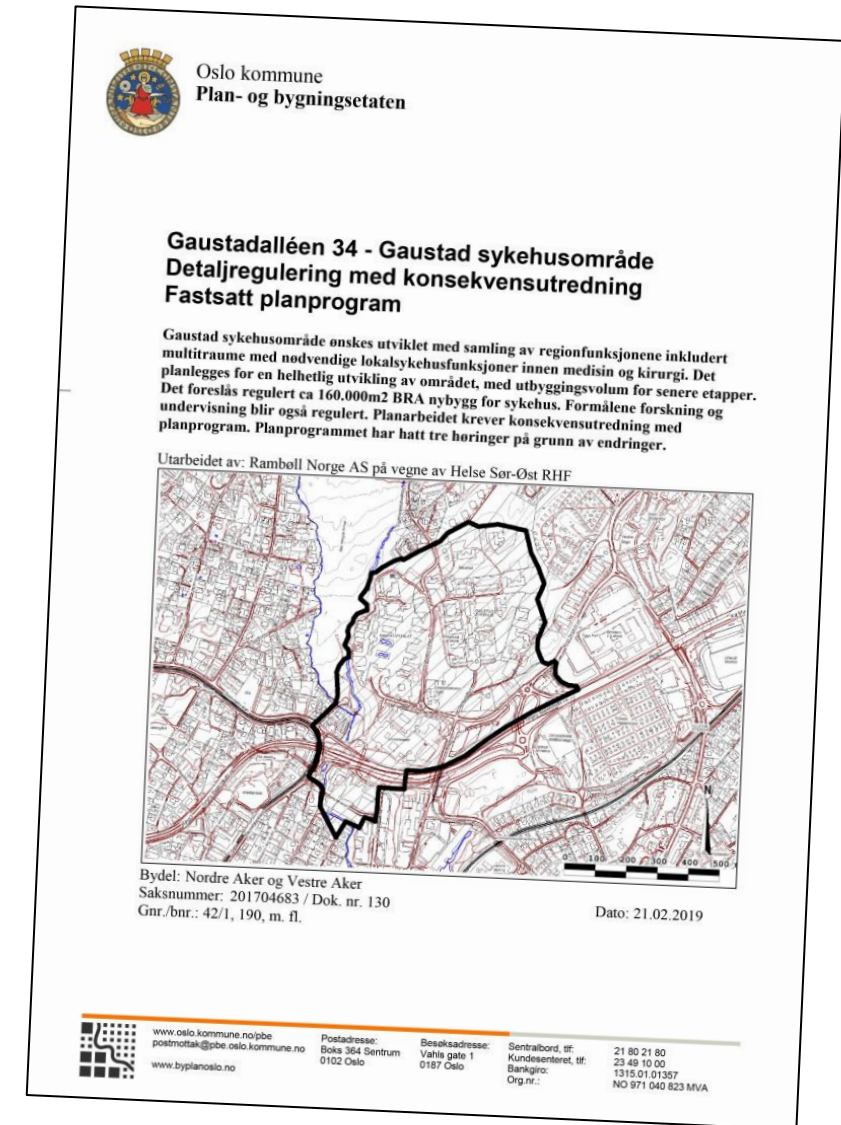 Oslo kommune
Plan- og bygningsetaten
Gaustadalléen 34 - Gaustad sykehusområde
Detaljregulering med konsekvensutredning
Fastsatt planprogram
Gaustad sykehusområde ønskes utviklet med samling av regionfunksjonene inkludert
multitraume med nødvendige lokalsykehusfunksjoner innen medisin og kirurgi. Det
planlegges for en helhetlig utvikling av området, med utbyggingsvolum for senere etapper.
Det foreslås regulert ca 160.000m2 BRA nybygg for sykehus. Formålene forskning og
undervisning blir også regulert. Planarbeidet krever konsekvensutredning med
planprogram. Planprogrammet har hatt tre høringer på grunn av endringer.
Utarbeidet av: Rambøll Norge AS på vegne av Helse Sør-Øst RHF
N
0 100 200 300 400 500
Bydel: Nordre Aker og Vestre Aker
Saksnummer: 201704683 / Dok. nr. 130
Gnr./bnr.: 42/1, 190, m. fl.
Dato: 21.02.2019
www.oslo.kommune.no/pbe
postmottak@pbe.oslo.kommune.no
www.byplanoslo.no
Postadresse:
Boks 364 Sentrum
0102 Oslo
Besøksadresse:
Vahls gate 1
0187 Oslo
Sentralbord, tlf: 21 80 21 80
Kundesenteret, tlf: 23 49 10 00
Bankgiro: 1315.01.01357
Org.nr.: NO 971 040 823 MVA